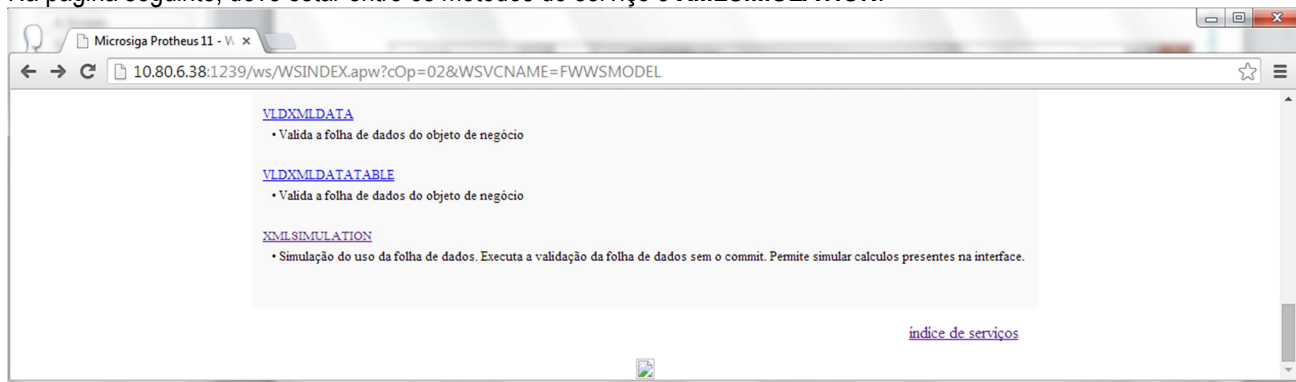 Microsiga Protheus 11 - W
10.80.6.38:1239/ws/WSINDEX.apw?cOp=02&WSVCNAME=FWWSMODEL
VLDXMLDATA
• Valida a folha de dados do objeto de negócio
VLDXMLDATATABLE
• Valida a folha de dados do objeto de negócio
XMLSIMULATION
• Simulação do uso da folha de dados. Executa a validação da folha de dados sem o commit. Permite simular calculos presentes na interface.
indice de serviços